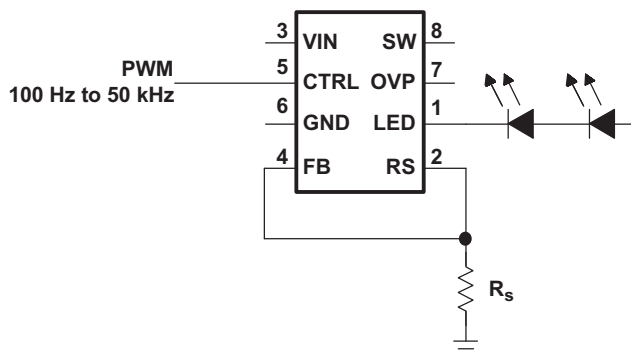 3 VIN SW 8
PWM 5 CTRL OVP 7
100 Hz to 50 kHz
6 GND LED 1
4 FB RS 2
Rs